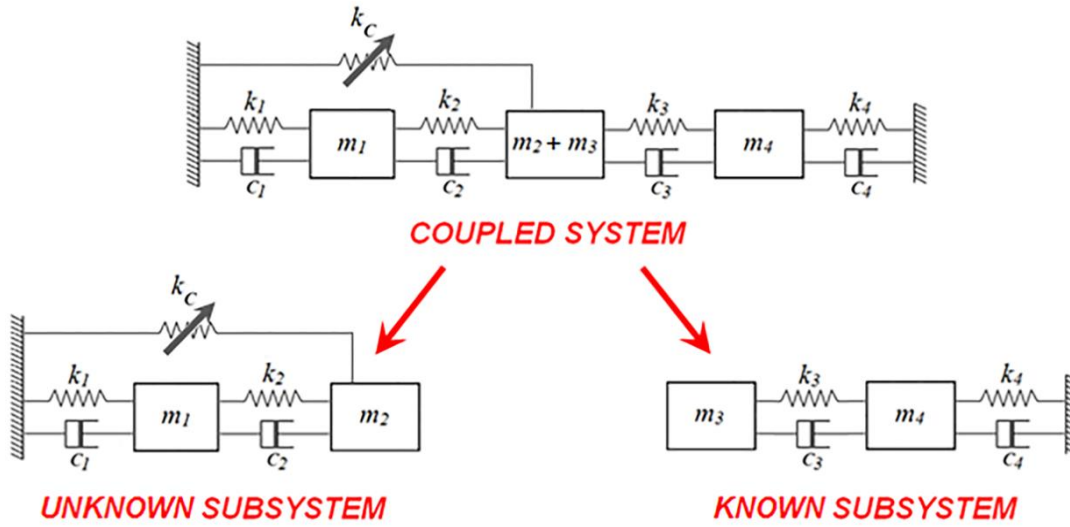 k_C
k_1 k_2 k_3 k_4
m_1 m_2 + m_3 m_4
c_1 c_2 c_3 c_4
COUPLED SYSTEM
k_C
k_1 k_2 k_3 k_4
m_1 m_2 m_3 m_4
c_1 c_2 c_3 c_4
UNKNOWN SUBSYSTEM KNOWN SUBSYSTEM